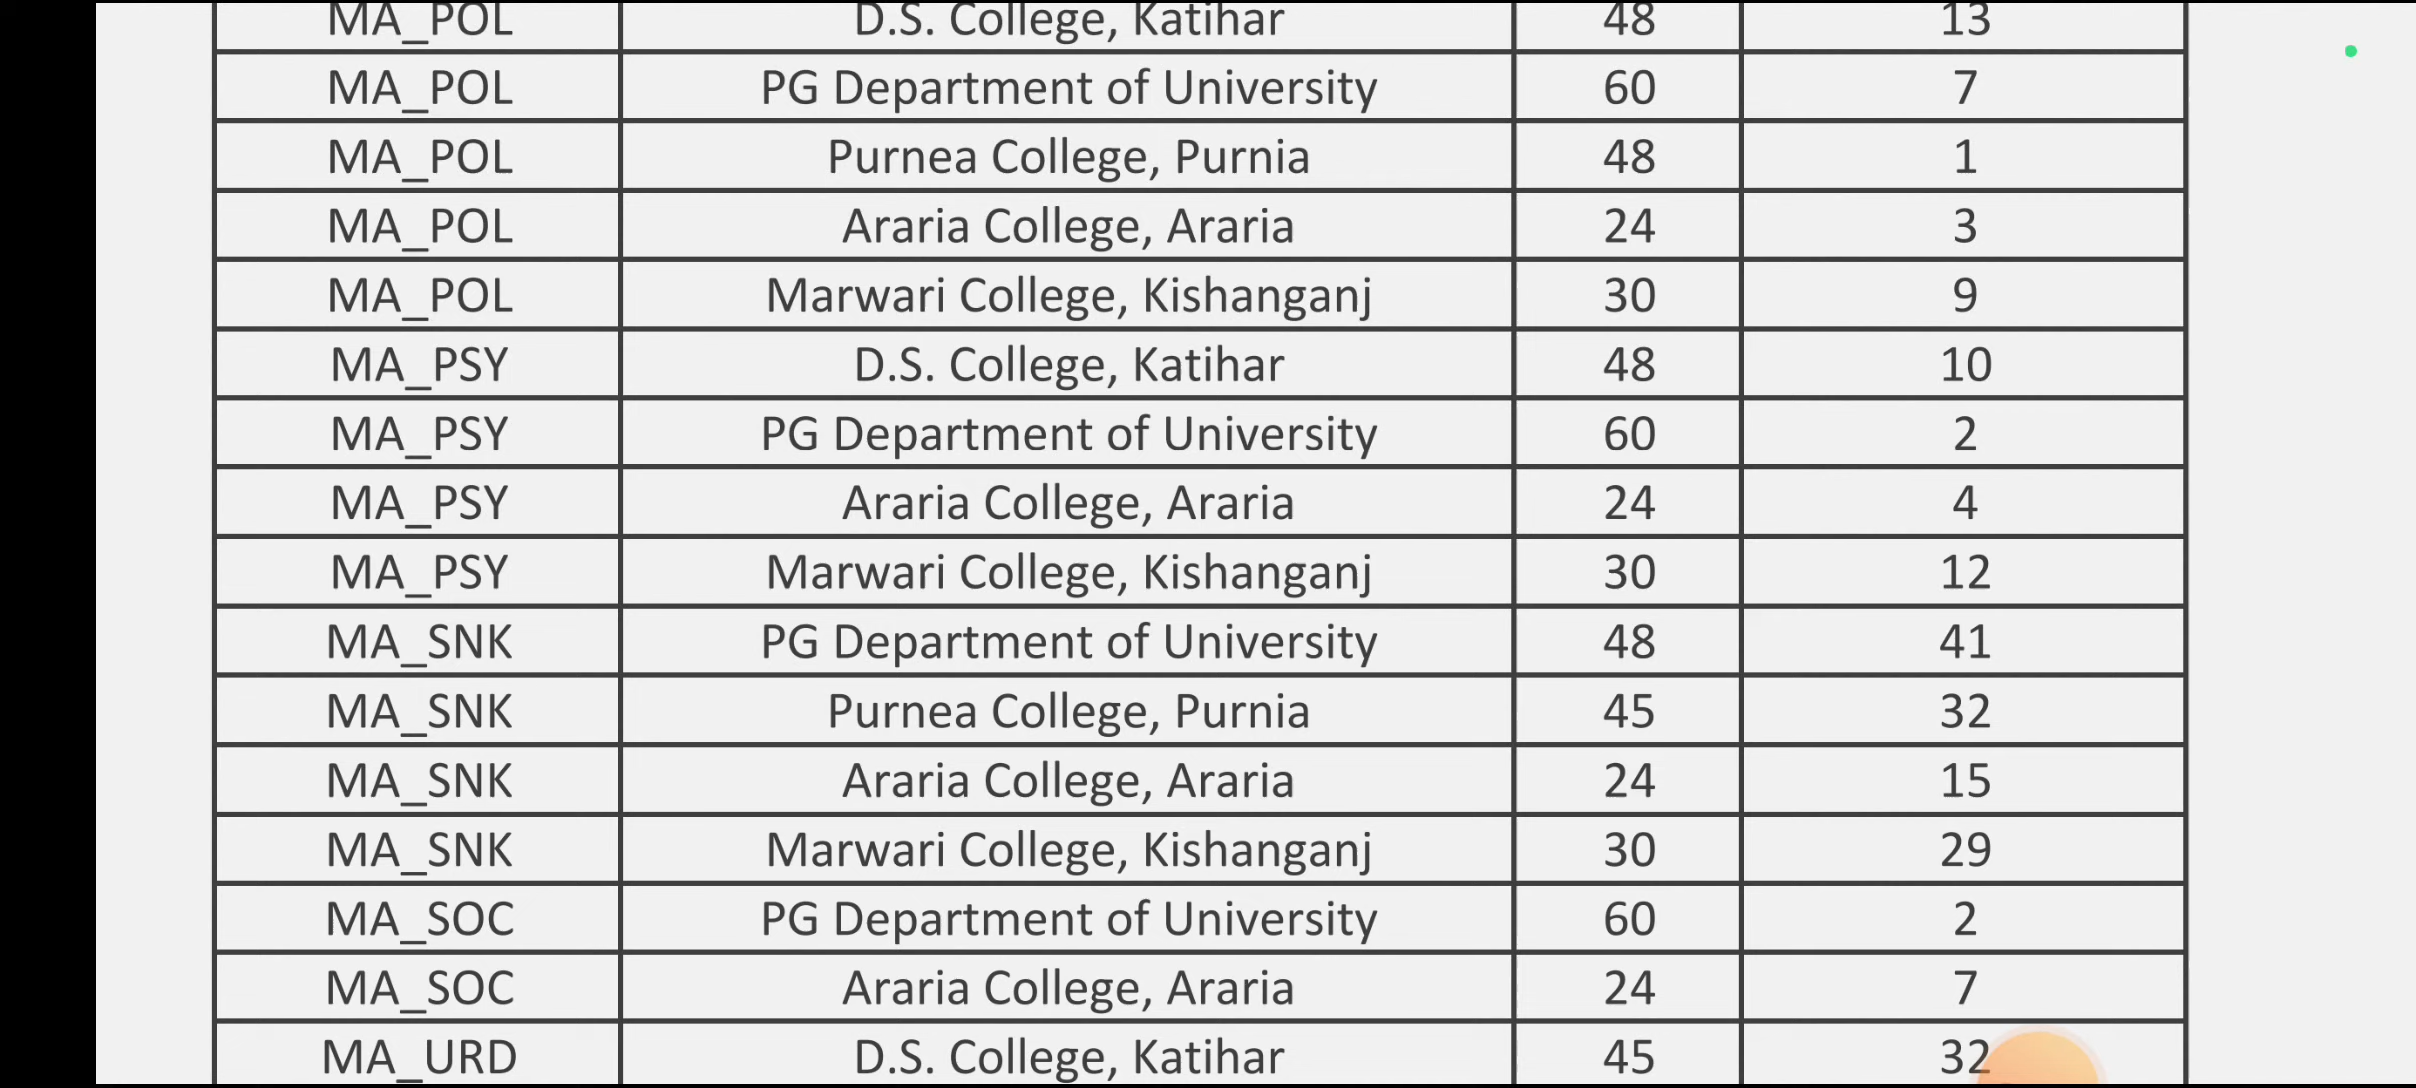 MA_POL D.S. College, Katihar 48 13
MA_POL PG Department of University 60 7
MA_POL Purnea College, Purnia 48 1
MA_POL Araria College, Araria 24 3
MA_POL Marwari College, Kishanganj 30 9
MA_PSY D.S. College, Katihar 48 10
MA_PSY PG Department of University 60 2
MA_PSY Araria College, Araria 24 4
MA_PSY Marwari College, Kishanganj 30 12
MA_SNK PG Department of University 48 41
MA_SNK Purnea College, Purnia 45 32
MA_SNK Araria College, Araria 24 15
MA_SNK Marwari College, Kishanganj 30 29
MA_SOC PG Department of University 60 2
MA_SOC Araria College, Araria 24 7
MA_URD D.S. College, Katihar 45 32